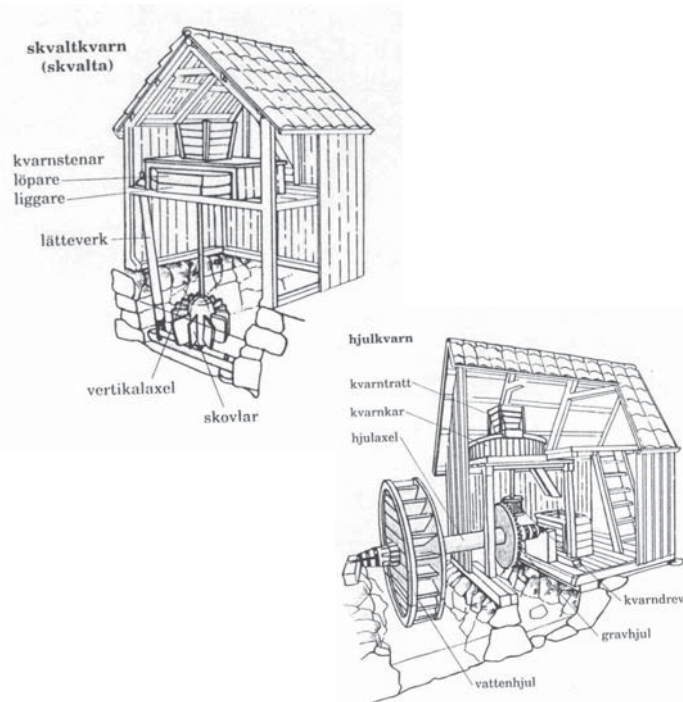 skvaltkvarn
(skvalta)
kvarnstenar
löpare
liggare
lätteverk
vertikalaxel
skovlar
hjulkvarn
kvarntratt
kvarnkar
hjulaxel
kvarndrev
gravhjul
vattenhjul